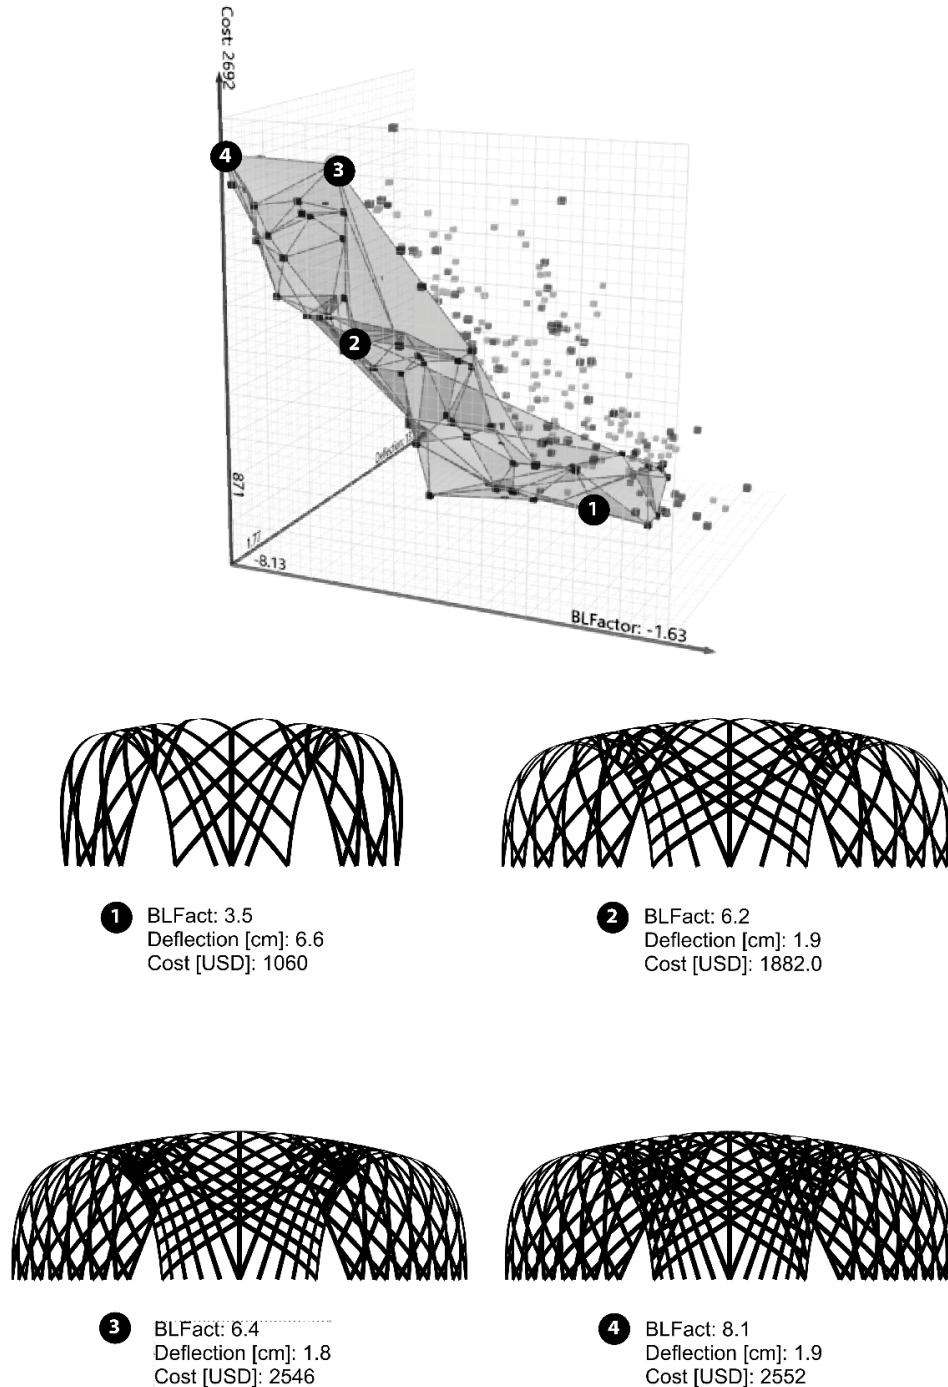 Cost: 2692
4
3
2
Deflection:
871
1
1.77
-8.13
BLFactor: -1.63
1 BLFact: 3.5
Deflection [cm]: 6.6
Cost [USD]: 1060
2 BLFact: 6.2
Deflection [cm]: 1.9
Cost [USD]: 1882.0
3 BLFact: 6.4
Deflection [cm]: 1.8
Cost [USD]: 2546
4 BLFact: 8.1
Deflection [cm]: 1.9
Cost [USD]: 2552